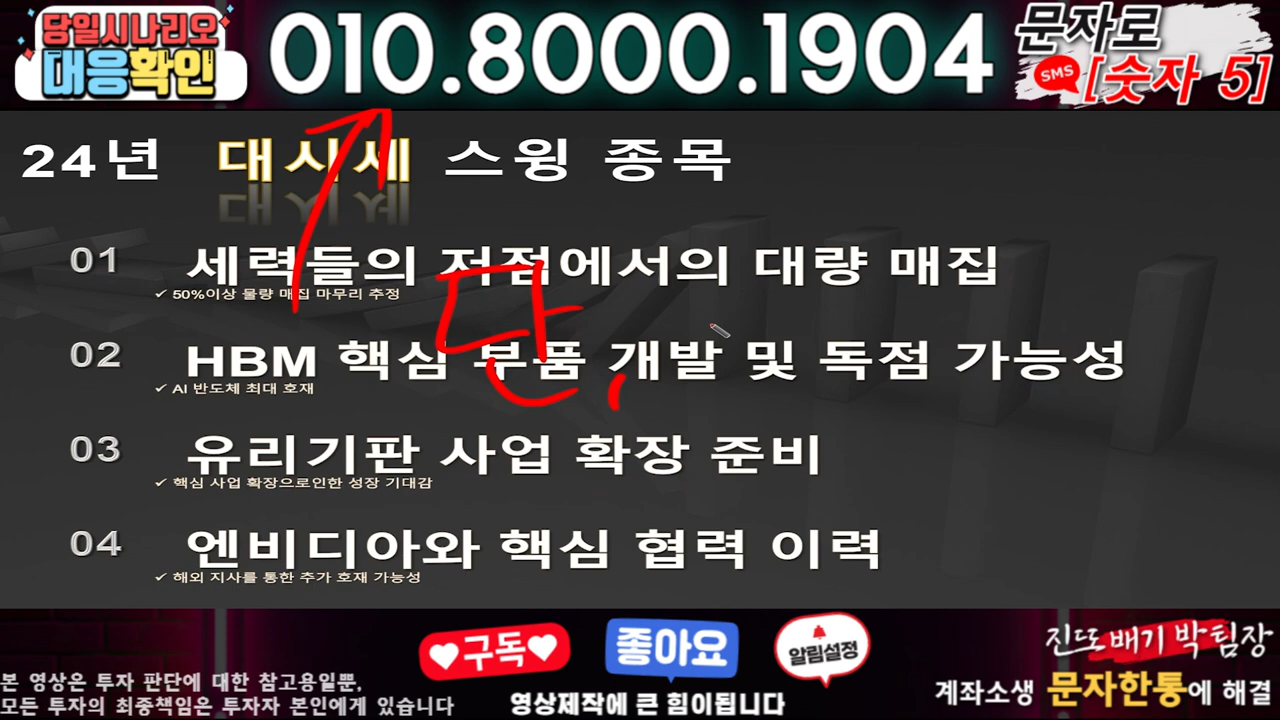 당일시나리오
대응확인
010.8000.1904
문자로
SMS
[숫자 5]
24년 대시세 스윙 종목
01 세력들의 저점에서의 대량 매집
✓ 50%이상 물량 매집 마무리 추정
단,
02 HBM 핵심 부품 개발 및 독점 가능성
✓ AI 반도체 최대 호재
03 유리기판 사업 확장 준비
✓ 핵심 사업 확장으로인한 성장 기대감
04 엔비디아와 핵심 협력 이력
✓ 해외 지사를 통한 추가 호재 가능성
구독
좋아요
알림설정
영상제작에 큰 힘이됩니다
본 영상은 투자 판단에 대한 참고용일뿐,
모든 투자의 최종책임은 투자자 본인에게 있습니다
진또배기 박팀장
계좌소생 문자한통에 해결